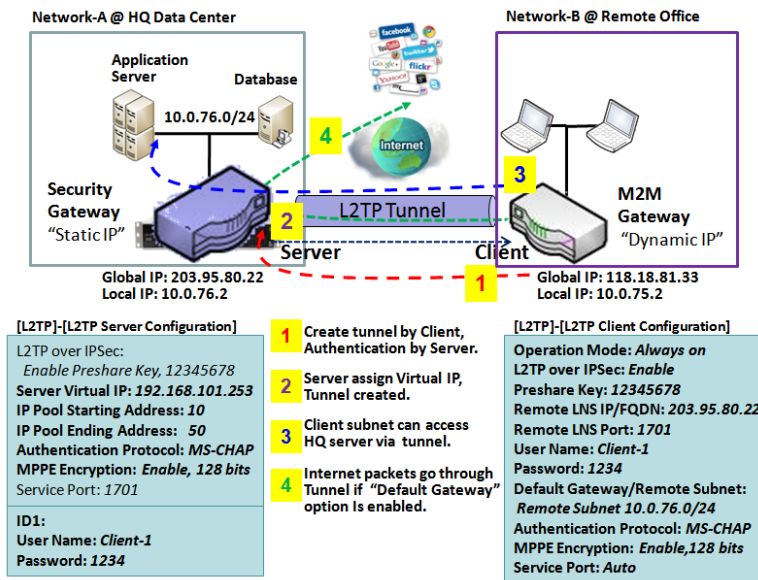 Network-A @ HQ Data Center
Network-B @ Remote Office
Application
Server
Database
10.0.76.0/24
facebook
YouTube
twitter
Google+
flickr
YAHOO!
my
4
Internet
3
Security
Gateway
"Static IP"
2
L2TP Tunnel
M2M
Gateway
"Dynamic IP"
Server
Client
1
Global IP: 203.95.80.22
Local IP: 10.0.76.2
Global IP: 118.18.81.33
Local IP: 10.0.75.2
[L2TP]-[L2TP Server Configuration]
L2TP over IPSec:
Enable Preshare Key, 12345678
Server Virtual IP: 192.168.101.253
IP Pool Starting Address: 10
IP Pool Ending Address: 50
Authentication Protocol: MS-CHAP
MPPE Encryption: Enable, 128 bits
Service Port: 1701
ID1:
User Name: Client-1
Password: 1234
1
Create tunnel by Client,
Authentication by Server.
2
Server assign Virtual IP,
Tunnel created.
3
Client subnet can access
HQ server via tunnel.
4
Internet packets go through
Tunnel if "Default Gateway"
option Is enabled.
[L2TP]-[L2TP Client Configuration]
Operation Mode: Always on
L2TP over IPSec: Enable
Preshare Key: 12345678
Remote LNS IP/FQDN: 203.95.80.22
Remote LNS Port: 1701
User Name: Client-1
Password: 1234
Default Gateway/Remote Subnet:
Remote Subnet 10.0.76.0/24
Authentication Protocol: MS-CHAP
MPPE Encryption: Enable,128 bits
Service Port: Auto